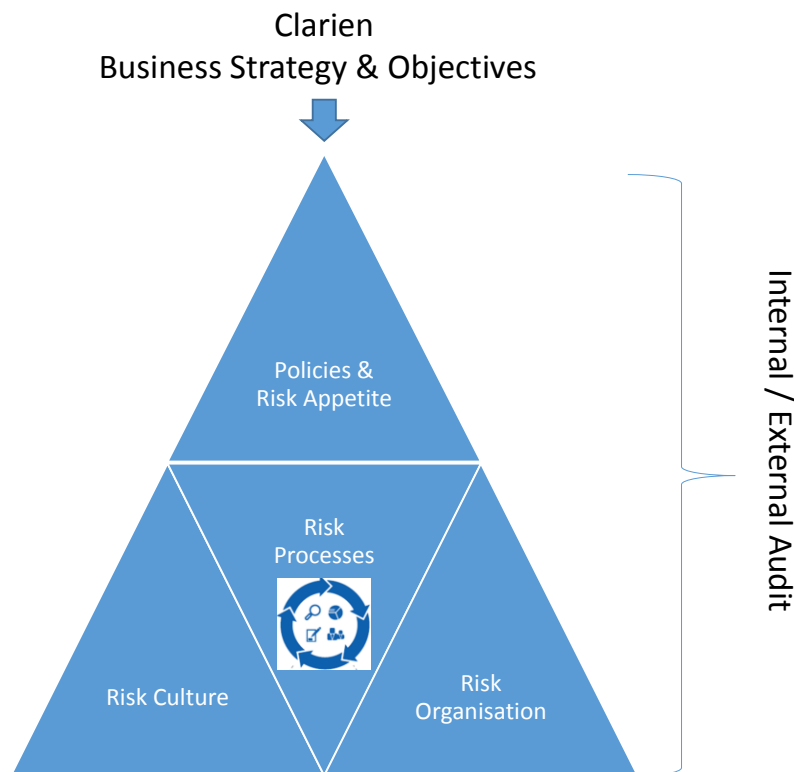 Clarien
Business Strategy & Objectives
Policies &
Risk Appetite
Risk
Processes
Risk Culture
Risk
Organisation
Internal / External Audit